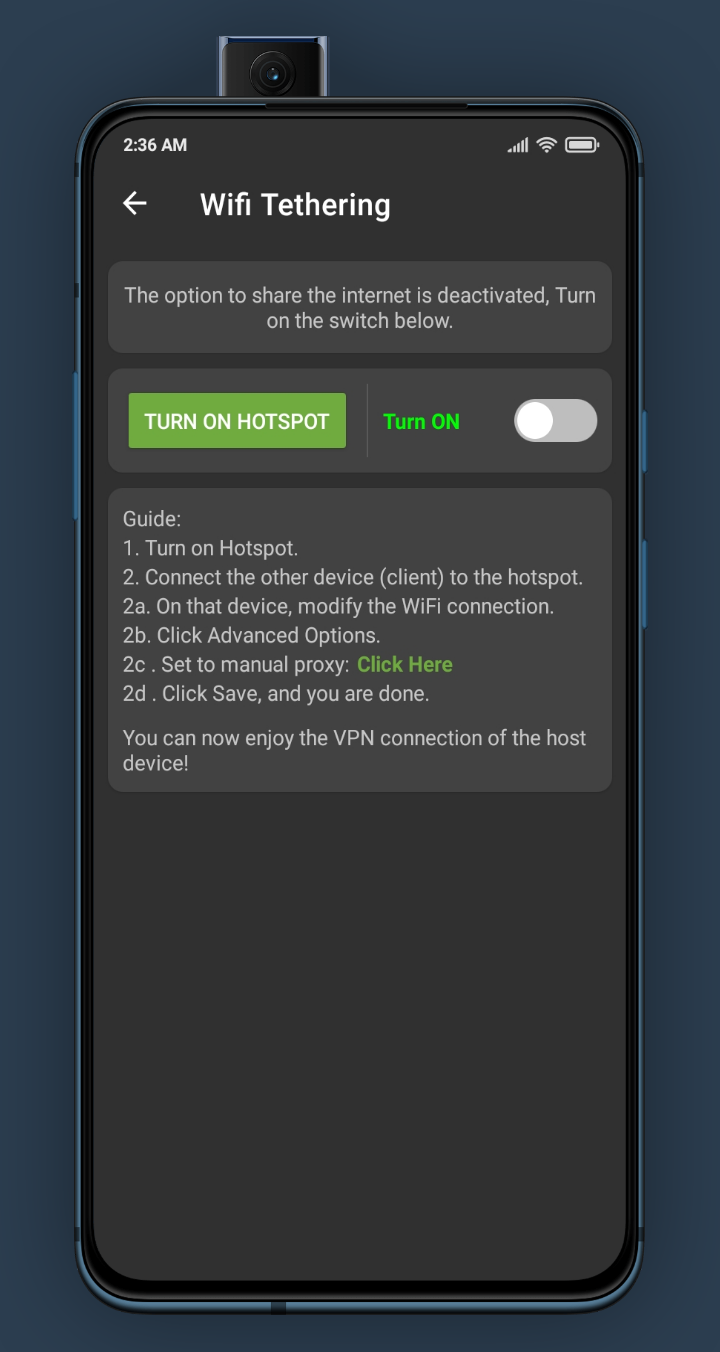 2:36 AM
Wifi Tethering
The option to share the internet is deactivated, Turn
on the switch below.
TURN ON HOTSPOT
Turn ON
Guide:
1. Turn on Hotspot.
2. Connect the other device (client) to the hotspot.
2a. On that device, modify the WiFi connection.
2b. Click Advanced Options.
2c . Set to manual proxy: Click Here
2d . Click Save, and you are done.
You can now enjoy the VPN connection of the host
device!